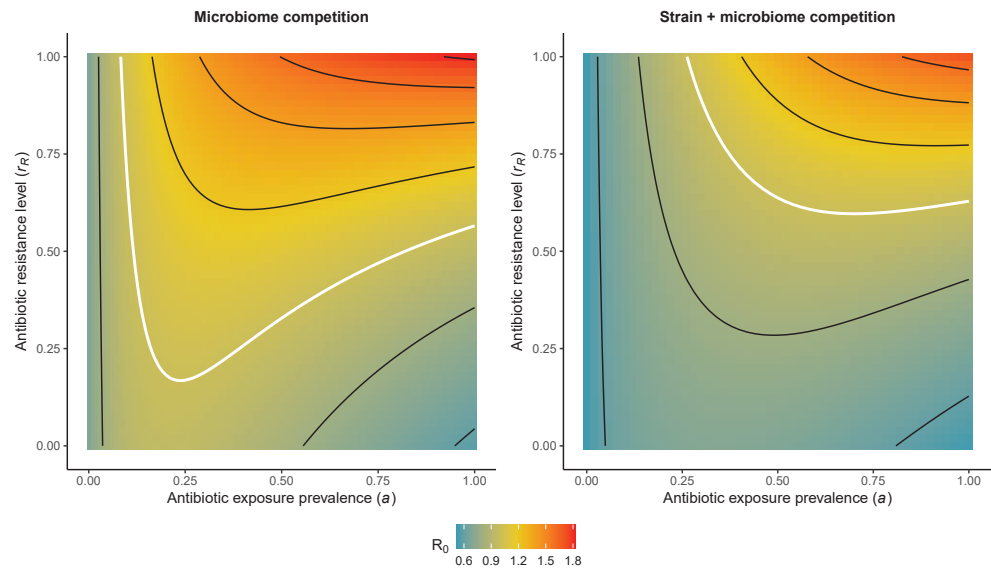 Microbiome competition
Strain + microbiome competition
Antibiotic resistance level (rR)
1.00
0.75
0.50
0.25
0.00
0.00 0.25 0.50 0.75 1.00
Antibiotic exposure prevalence (a)
Antibiotic resistance level (rR)
1.00
0.75
0.50
0.25
0.00
0.00 0.25 0.50 0.75 1.00
Antibiotic exposure prevalence (a)
R0
0.6 0.9 1.2 1.5 1.8